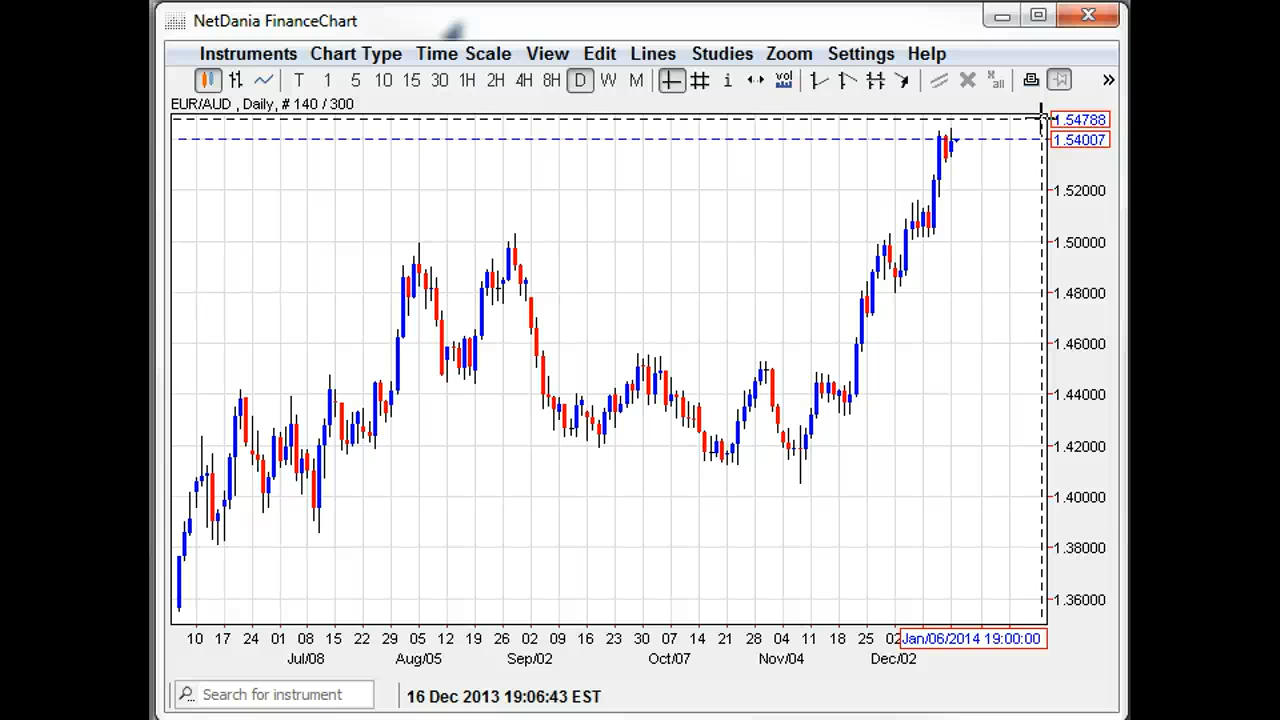 NetDania FinanceChart
Instruments Chart Type Time Scale View Edit Lines Studies Zoom Settings Help
T 1 5 10 15 30 1H 2H 4H 8H D W M i vol x all »
EUR/AUD , Daily, # 140 / 300
1.54788
1.54007
1.52000
1.50000
1.48000
1.46000
1.44000
1.42000
1.40000
1.38000
1.36000
10 17 24 01 08 15 22 29 05 12 19 26 02 09 16 23 30 07 14 21 28 04 11 18 25 02 Jan/06/2014 19:00:00
Jul/08 Aug/05 Sep/02 Oct/07 Nov/04 Dec/02
Search for instrument
16 Dec 2013 19:06:43 EST